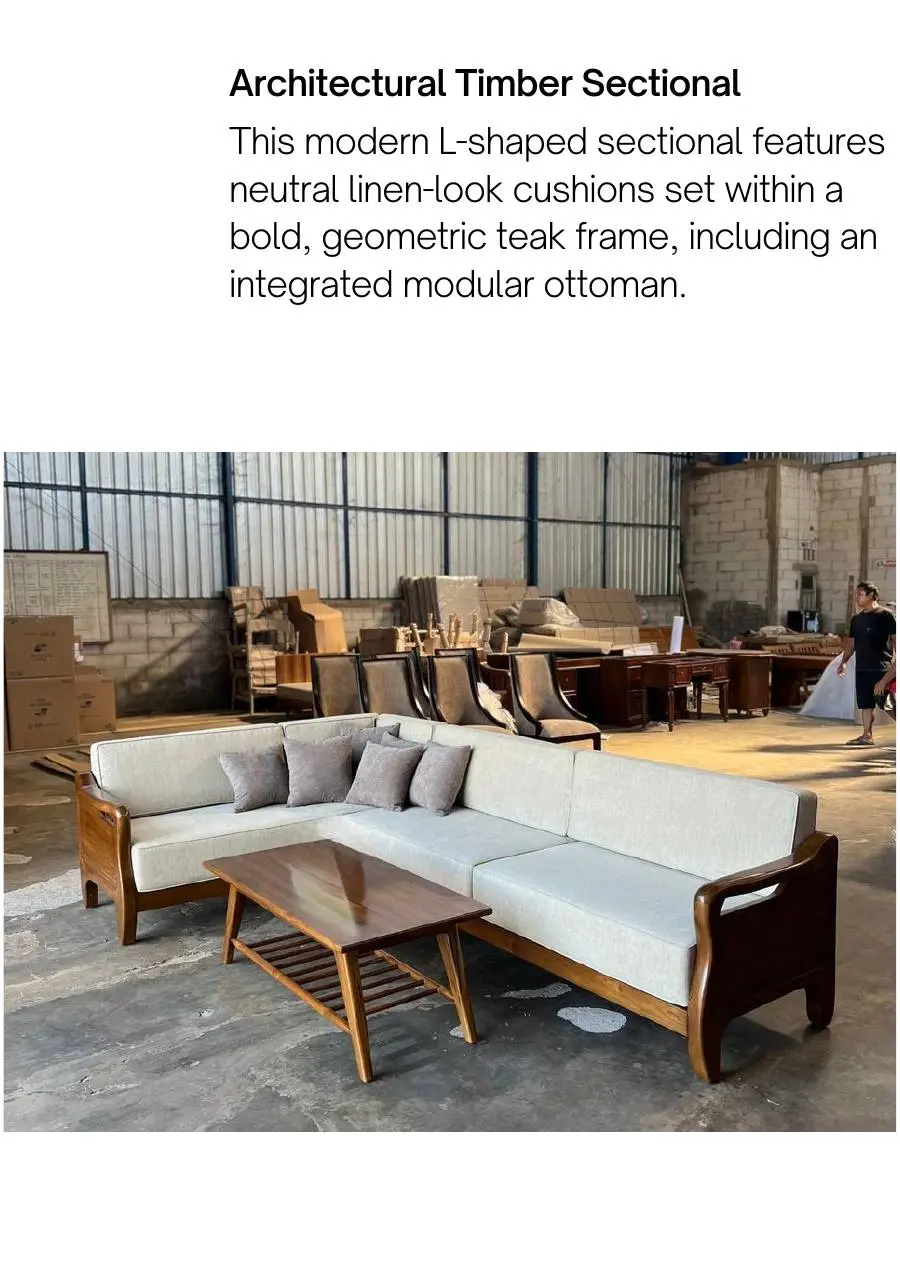 Architectural Timber Sectional
This modern L-shaped sectional features
neutral linen-look cushions set within a
bold, geometric teak frame, including an
integrated modular ottoman.